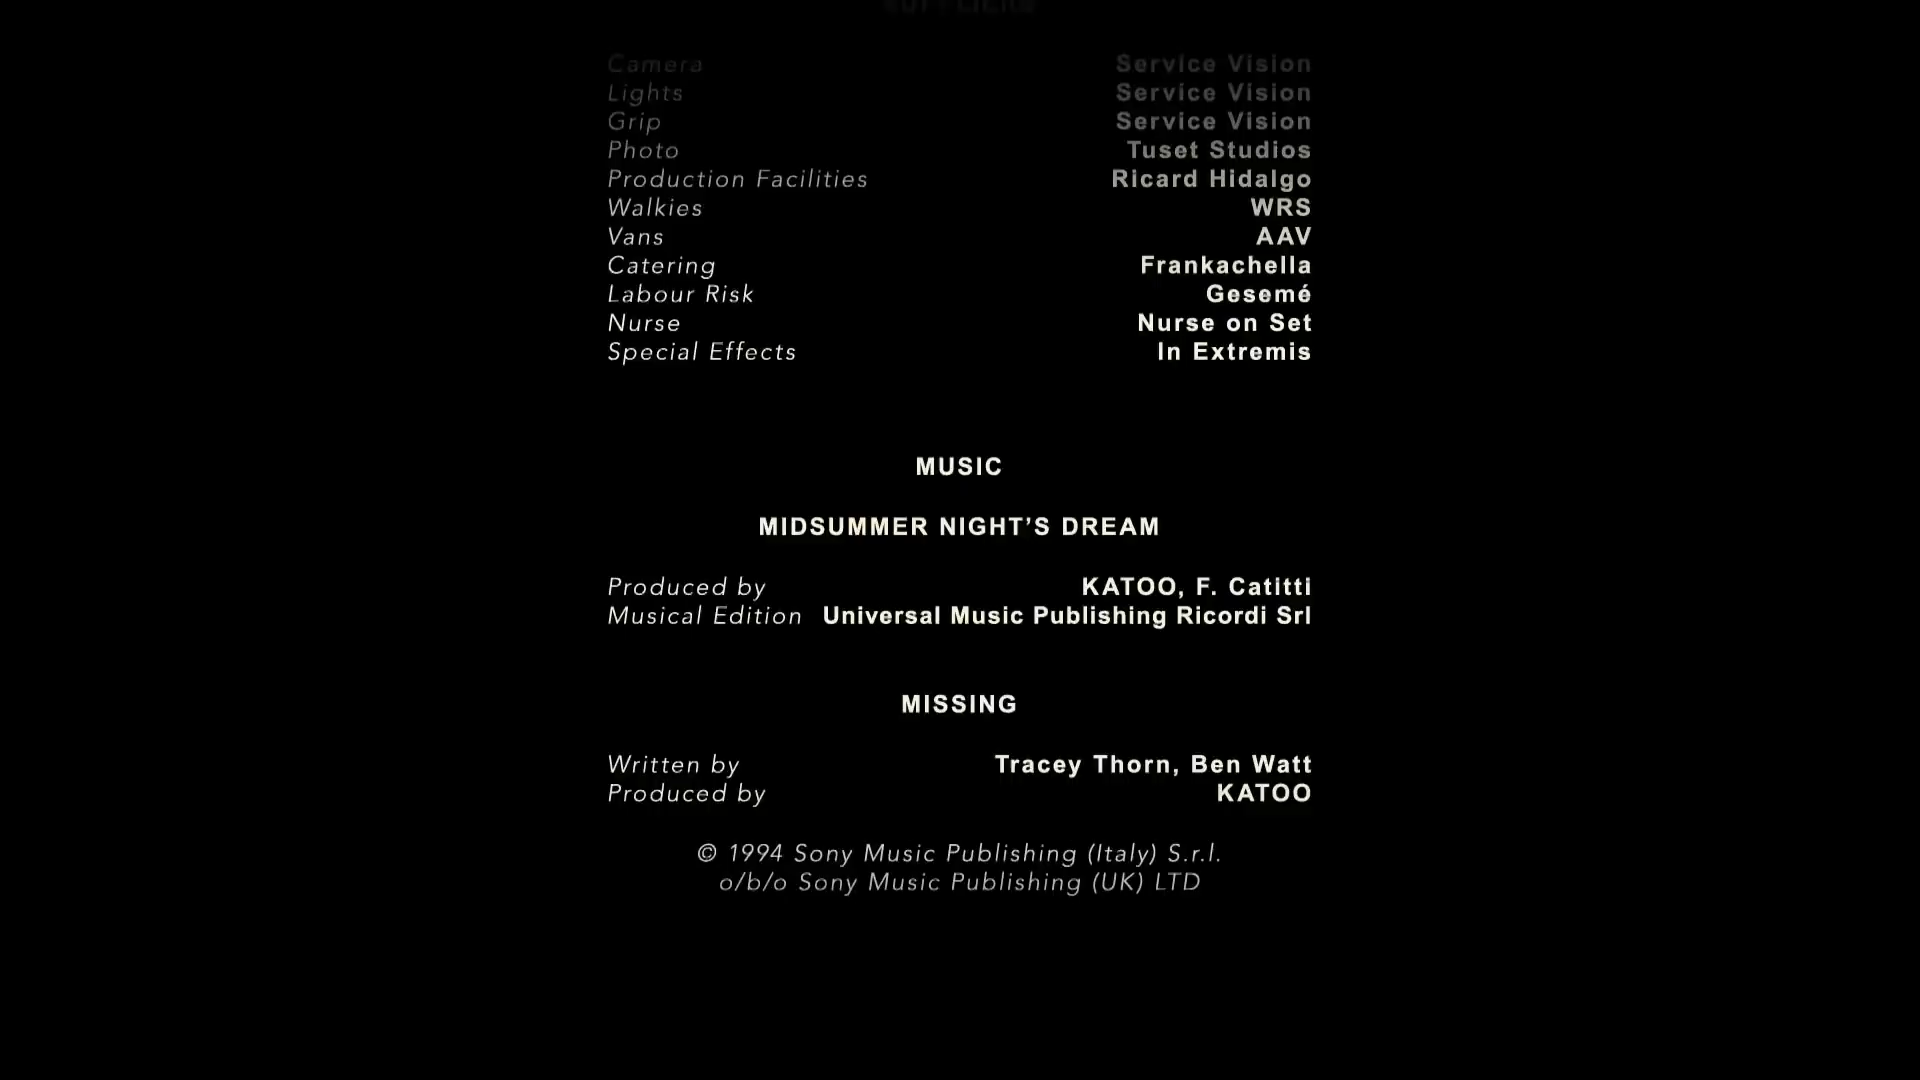 Camera Service Vision
Lights Service Vision
Grip Service Vision
Photo Tuset Studios
Production Facilities Ricard Hidalgo
Walkies WRS
Vans AAV
Catering Frankachella
Labour Risk Gesemé
Nurse Nurse on Set
Special Effects In Extremis
MUSIC
MIDSUMMER NIGHT’S DREAM
Produced by KATOO, F. Catitti
Musical Edition Universal Music Publishing Ricordi Srl
MISSING
Written by Tracey Thorn, Ben Watt
Produced by KATOO
© 1994 Sony Music Publishing (Italy) S.r.l.
o/b/o Sony Music Publishing (UK) LTD